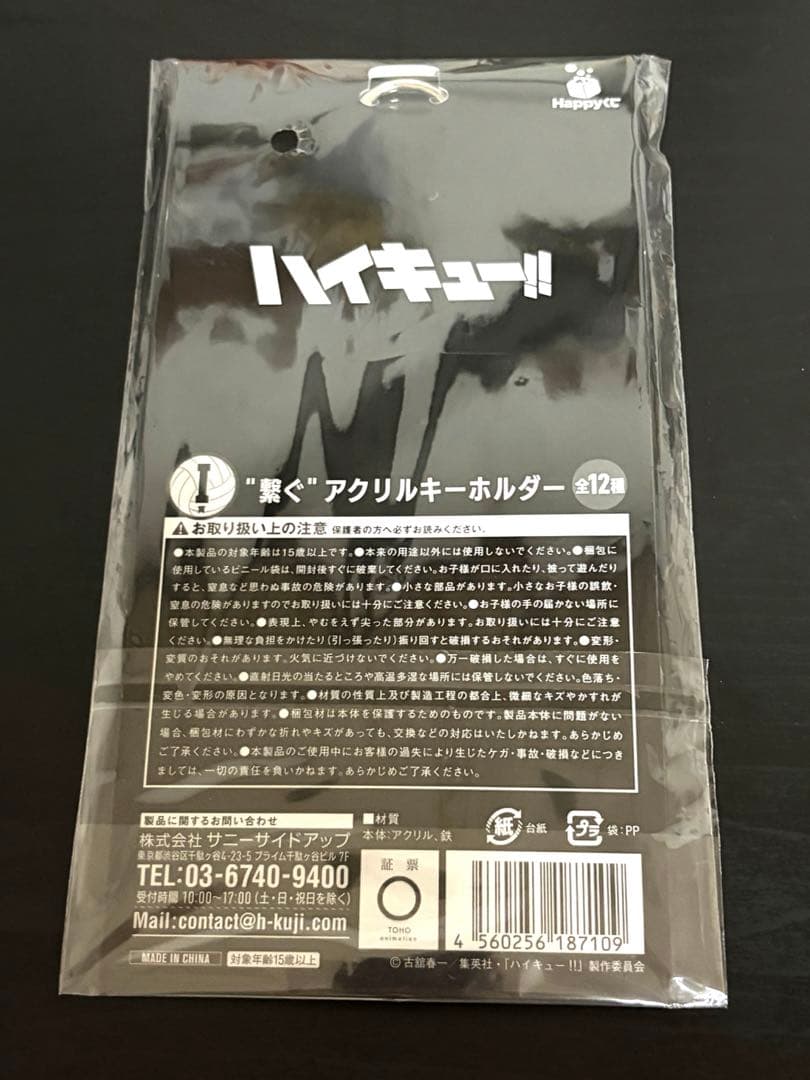 Happyくじ
ハイキュー!!
I賞 "繋ぐ" アクリルキーホルダー 全12種
お取り扱い上の注意 保護者の方へ必ずお読みください.
●本製品の対象年齢は15歳以上です。●本来の用途以外には使用しないでください。●梱包に
使用しているビニール袋は、開封後すぐに破棄してください。お子様が口に入れたり、被って遊んだり
すると、窒息など思わぬ事故の危険があります。●小さな部品があります。小さなお子様の誤飲・
窒息の危険がありますのでお取り扱いには十分にご注意ください。●お子様の手の届かない場所に
保管してください。●表現上、やむをえず尖った部分があります。お取り扱いには十分にご注意
ください。●無理な負担をかけたり(引っ張ったり)振り回すと破損するおそれがあります。●変形・
変質のおそれがあります。火気に近づけないでください。●万一破損した場合は、すぐに使用を
やめてください。●直射日光の当たるところや高温多湿な場所には保管しないでください。色落ち・
変色・変形の原因となります。●材質の性質上及び製造工程の都合上、微細なキズやかすれが
生じる場合があります。●梱包材は本体を保護するためのものです。製品本体に問題がない
場合、梱包材にわずかな折れやキズがあっても、交換などの対応はいたしかねます。あらかじめ
ご了承ください。●本製品のご使用中にお客様の過失により生じたケガ・事故・破損などにつき
ましては、一切の責任を負いかねます。あらかじめご了承ください。
製品に関するお問い合わせ
株式会社 サニーサイドアップ
東京都渋谷区千駄ヶ谷4-23-5 プライム千駄ヶ谷ビル 7F
TEL:03-6740-9400
受付時間 10:00〜17:00 (土・日・祝日を除く)
Mail:contact@h-kuji.com
MADE IN CHINA 対象年齢15歳以上
■材質
本体:アクリル、鉄
紙 台紙 プラ 袋:PP
証票
TOHO
animation
4 560256 187109
© 古舘春一/集英社・「ハイキュー!!」製作委員会